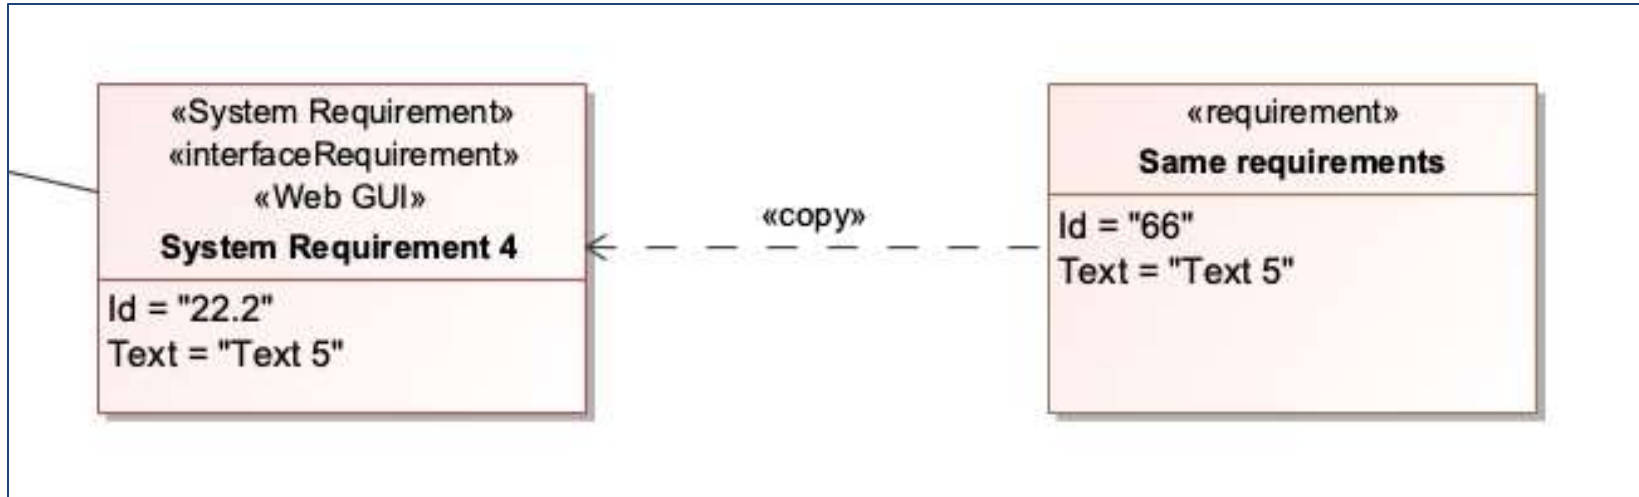 «System Requirement»
«interfaceRequirement»
«Web GUI»
System Requirement 4
Id = "22.2"
Text = "Text 5"
«copy»
«requirement»
Same requirements
Id = "66"
Text = "Text 5"